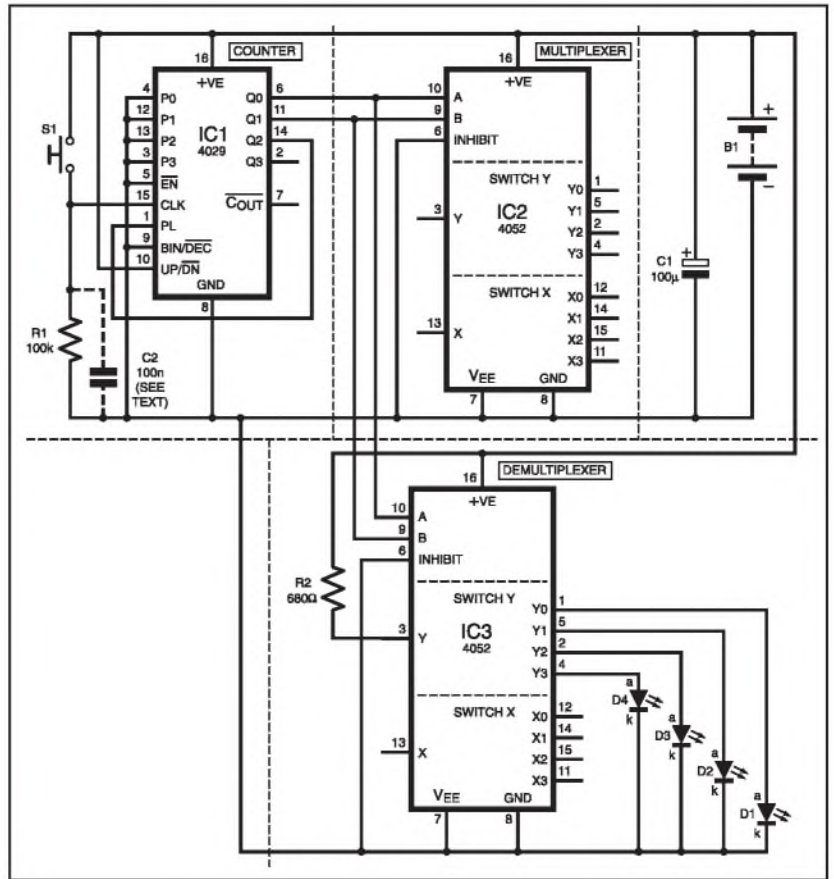 COUNTER
MULTIPLEXER
16
16
+VE
+VE
4 P0 Q0 6
12 P1 Q1 11
13 P2 Q2 14
3 P3 Q3 2
5 EN
15 CLK COUT 7
1 PL
9 BIN/DEC
10 UP/DN
GND
8
IC1
4029
S1
R1
100k
C2
100n
(SEE
TEXT)
10 A
9 B
6 INHIBIT
SWITCH Y
Y0 1
Y1 5
Y2 2
Y3 4
3 Y
IC2
4052
SWITCH X
X0 12
X1 14
X2 15
X3 11
13 X
VEE GND
7 8
C1
100µ
+
+
B1
−
DEMULTIPLEXER
16
+VE
10 A
9 B
6 INHIBIT
R2
680Ω
SWITCH Y
Y0 1
Y1 5
Y2 2
Y3 4
3 Y
IC3
4052
SWITCH X
X0 12
X1 14
X2 15
X3 11
13 X
VEE GND
7 8
a
D4
k
a
D3
k
a
D2
k
a
D1
k